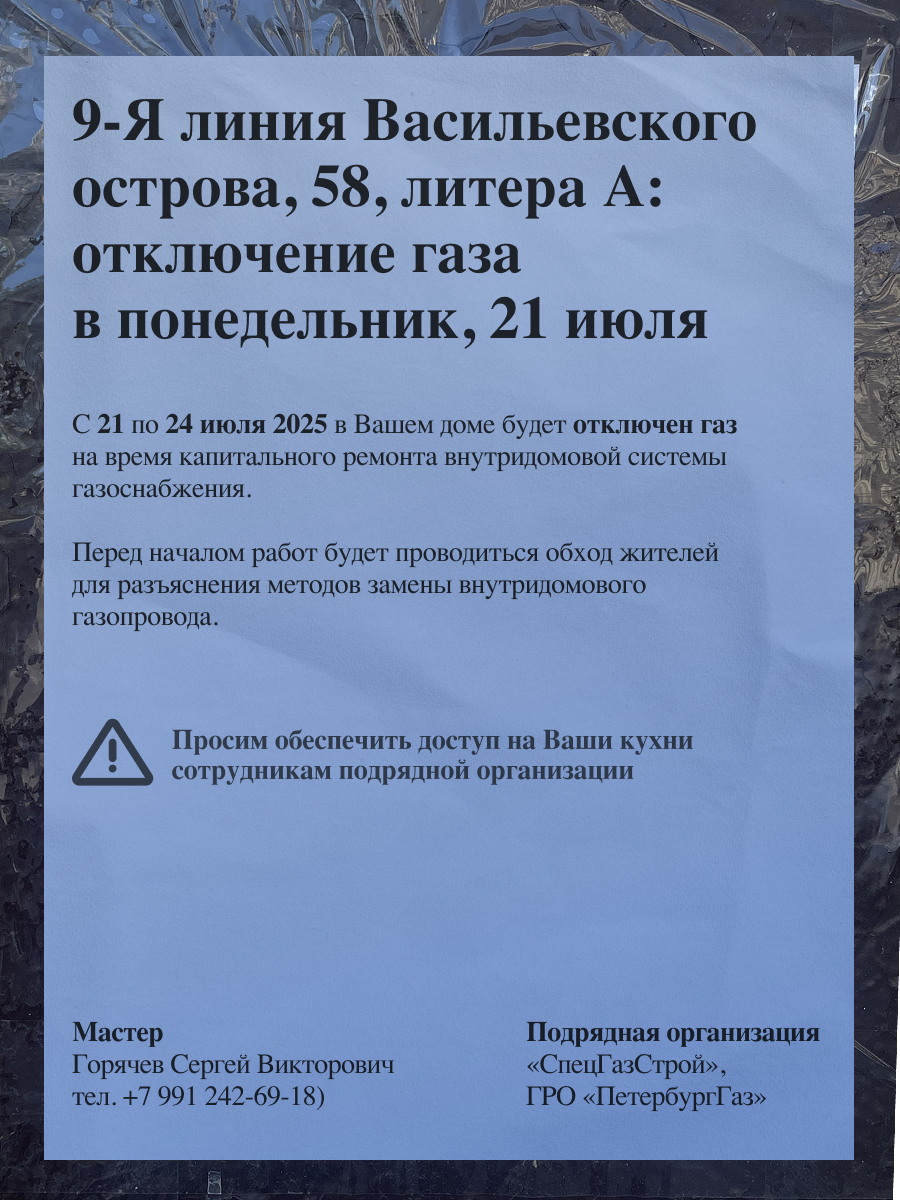 9-Я линия Васильевского
острова, 58, литера А:
отключение газа
в понедельник, 21 июля
С 21 по 24 июля 2025 в Вашем доме будет отключен газ
на время капитального ремонта внутридомовой системы
газоснабжения.
Перед началом работ будет проводиться обход жителей
для разъяснения методов замены внутридомового
газопровода.
Просим обеспечить доступ на Ваши кухни
сотрудникам подрядной организации
Мастер
Горячев Сергей Викторович
тел. +7 991 242-69-18)
Подрядная организация
«СпецГазСтрой»,
ГРО «ПетербургГаз»